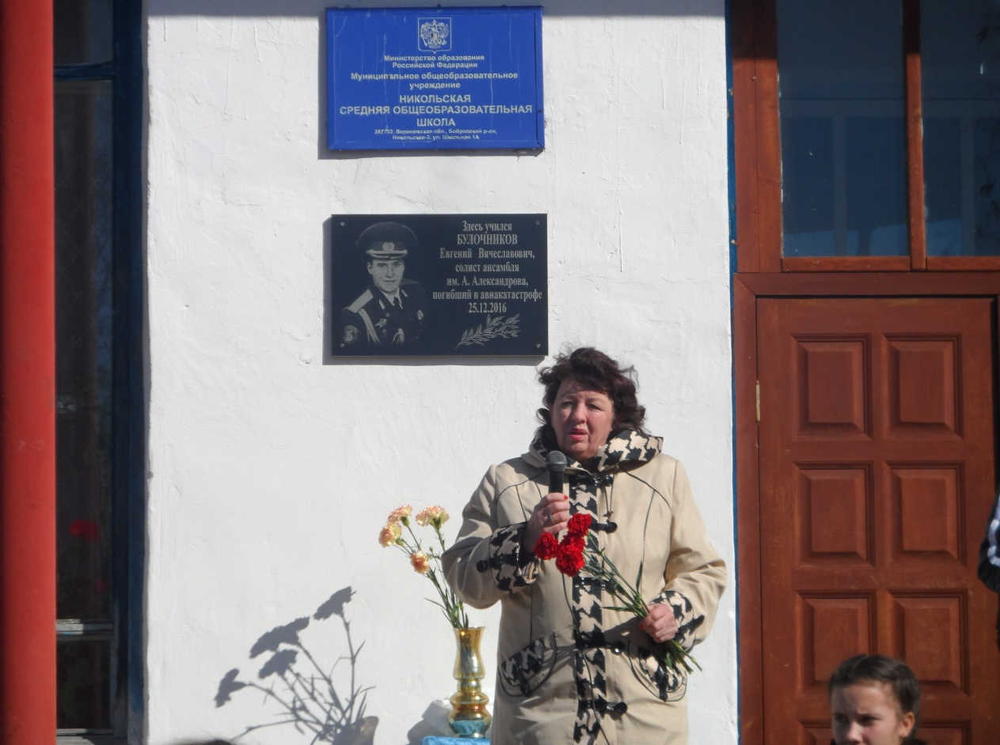 Министерство образования
Российской Федерации
Муниципальное общеобразовательное
учреждение
НИКОЛЬСКАЯ
СРЕДНЯЯ ОБЩЕОБРАЗОВАТЕЛЬНАЯ
ШКОЛА
397752, Воронежская обл., Бобровский р-он,
Никольское-2, ул. Школьная 1А
Здесь учился
БУЛОЧНИКОВ
Евгений Вячеславович,
солист ансамбля
им. А. Александрова,
погибший в авиакатастрофе
25.12.2016